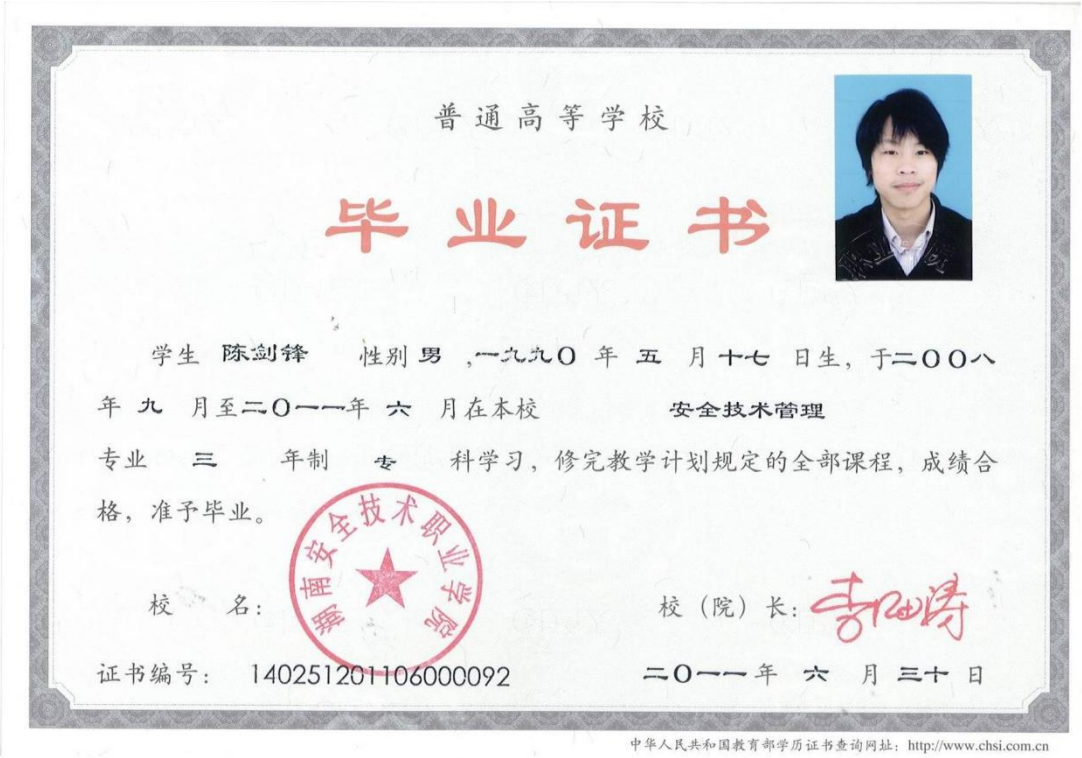 普通高等学校
毕业证书
学生 陈剑锋 性别 男 ,一九九〇 年 五 月 十七 日生，于二〇〇八
年 九 月至二〇一一年 六 月在本校 安全技术管理
专业 三 年制 专 科学习，修完教学计划规定的全部课程，成绩合
格，准予毕业。
湖南安全技术职业学院
校 名： 校（院）长：
证书编号： 140251201106000092 二〇一一年 六 月 三十 日
中华人民共和国教育部学历证书查询网址：http://www.chsi.com.cn